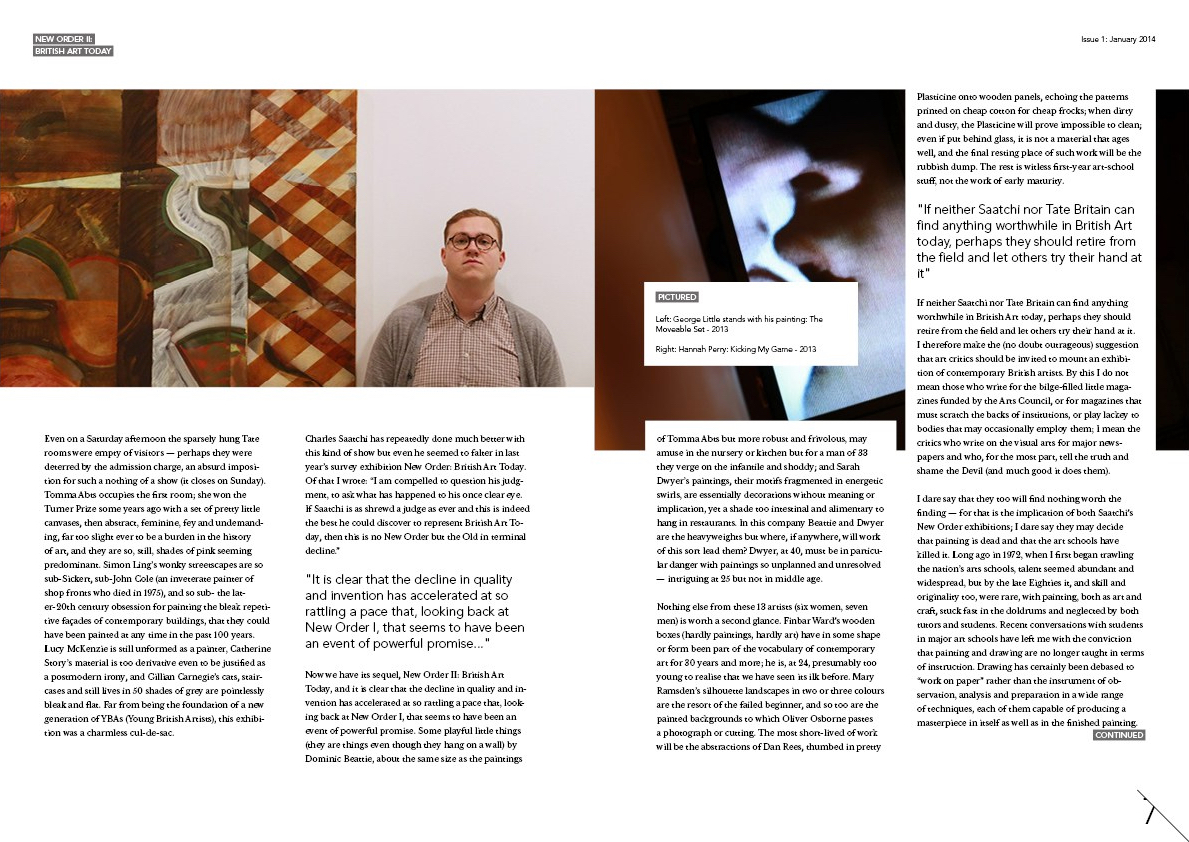 NEW ORDER II:
BRITISH ART TODAY
Issue 1: January 2014
PICTURED
Left: George Little stands with his painting: The
Moveable Set - 2013
Right: Hannah Perry: Kicking My Game - 2013
Even on a Saturday afternoon the sparsely hung Tate
rooms were empty of visitors — perhaps they were
deterred by the admission charge, an absurd imposi-
tion for such a nothing of a show (it closes on Sunday).
Tomma Abts occupies the first room; she won the
Turner Prize some years ago with a set of pretty little
canvases, then abstract, feminine, fey and undemand-
ing, far too slight ever to be a burden in the history
of art, and they are so, still, shades of pink seeming
predominant. Simon Ling's wonky streetscapes are so
sub-Sickert, sub-John Cole (an inveterate painter of
shop fronts who died in 1975), and so sub- the lat-
er-20th century obsession for painting the bleak repeti-
tive façades of contemporary buildings, that they could
have been painted at any time in the past 100 years.
Lucy McKenzie is still unformed as a painter, Catherine
Story's material is too derivative even to be justified as
a postmodern irony, and Gillian Carnegie's cats, stair-
cases and still lives in 50 shades of grey are pointlessly
bleak and flat. Far from being the foundation of a new
generation of YBAs (Young British Artists), this exhibi-
tion was a charmless cul-de-sac.
Charles Saatchi has repeatedly done much better with
this kind of show but even he seemed to falter in last
year's survey exhibition New Order: British Art Today.
Of that I wrote: "I am compelled to question his judg-
ment, to ask what has happened to his once clear eye.
If Saatchi is as shrewd a judge as ever and this is indeed
the best he could discover to represent British Art To-
day, then this is no New Order but the Old in terminal
decline."
"It is clear that the decline in quality
and invention has accelerated at so
rattling a pace that, looking back at
New Order I, that seems to have been
an event of powerful promise..."
Now we have its sequel, New Order II: British Art
Today, and it is clear that the decline in quality and in-
vention has accelerated at so rattling a pace that, look-
ing back at New Order I, that seems to have been an
event of powerful promise. Some playful little things
(they are things even though they hang on a wall) by
Dominic Beattie, about the same size as the paintings
of Tomma Abts but more robust and frivolous, may
amuse in the nursery or kitchen but for a man of 33
they verge on the infantile and shoddy; and Sarah
Dwyer's paintings, their motifs fragmented in energetic
swirls, are essentially decorations without meaning or
implication, yet a shade too intestinal and alimentary to
hang in restaurants. In this company Beattie and Dwyer
are the heavyweights but where, if anywhere, will work
of this sort lead them? Dwyer, at 40, must be in particu-
lar danger with paintings so unplanned and unresolved
— intriguing at 25 but not in middle age.
Nothing else from these 13 artists (six women, seven
men) is worth a second glance. Finbar Ward's wooden
boxes (hardly paintings, hardly art) have in some shape
or form been part of the vocabulary of contemporary
art for 30 years and more; he is, at 24, presumably too
young to realise that we have seen its ilk before. Mary
Ramsden's silhouette landscapes in two or three colours
are the resort of the failed beginner, and so too are the
painted backgrounds to which Oliver Osborne pastes
a photograph or cutting. The most short-lived of work
will be the abstractions of Dan Rees, thumbed in pretty
Plasticine onto wooden panels, echoing the patterns
printed on cheap cotton for cheap frocks; when dirty
and dusty, the Plasticine will prove impossible to clean;
even if put behind glass, it is not a material that ages
well, and the final resting place of such work will be the
rubbish dump. The rest is witless first-year art-school
stuff, not the work of early maturity.
"If neither Saatchi nor Tate Britain can
find anything worthwhile in British Art
today, perhaps they should retire from
the field and let others try their hand at
it"
If neither Saatchi nor Tate Britain can find anything
worthwhile in British Art today, perhaps they should
retire from the field and let others try their hand at it.
I therefore make the (no doubt outrageous) suggestion
that art critics should be invited to mount an exhibi-
tion of contemporary British artists. By this I do not
mean those who write for the bilge-filled little maga-
zines funded by the Arts Council, or for magazines that
must scratch the backs of institutions, or play lackey to
bodies that may occasionally employ them; I mean the
critics who write on the visual arts for major news-
papers and who, for the most part, tell the truth and
shame the Devil (and much good it does them).
I dare say that they too will find nothing worth the
finding — for that is the implication of both Saatchi's
New Order exhibitions; I dare say they may decide
that painting is dead and that the art schools have
killed it. Long ago in 1972, when I first began trawling
the nation's arts schools, talent seemed abundant and
widespread, but by the late Eighties it, and skill and
originality too, were rare, with painting, both as art and
craft, stuck fast in the doldrums and neglected by both
tutors and students. Recent conversations with students
in major art schools have left me with the conviction
that painting and drawing are no longer taught in terms
of instruction. Drawing has certainly been debased to
"work on paper" rather than the instrument of ob-
servation, analysis and preparation in a wide range
of techniques, each of them capable of producing a
masterpiece in itself as well as in the finished painting.
CONTINUED
7